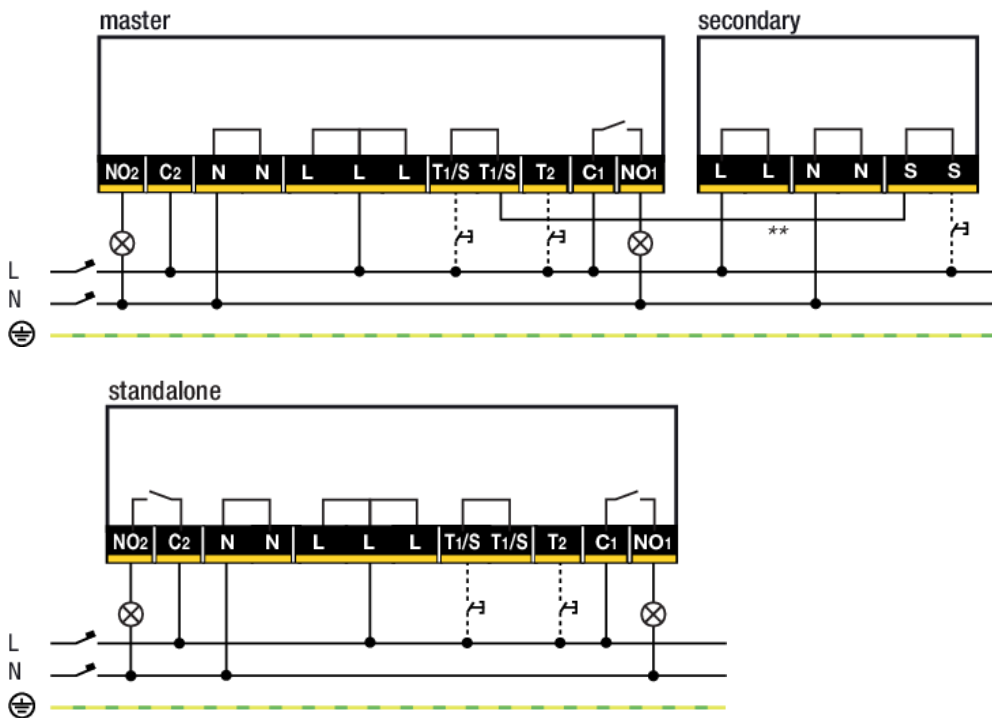 master
secondary
NO2 C2 N N L L L T1/S T1/S T2 C1 NO1
L L N N S S
**
L
N
standalone
NO2 C2 N N L L L T1/S T1/S T2 C1 NO1
L
N